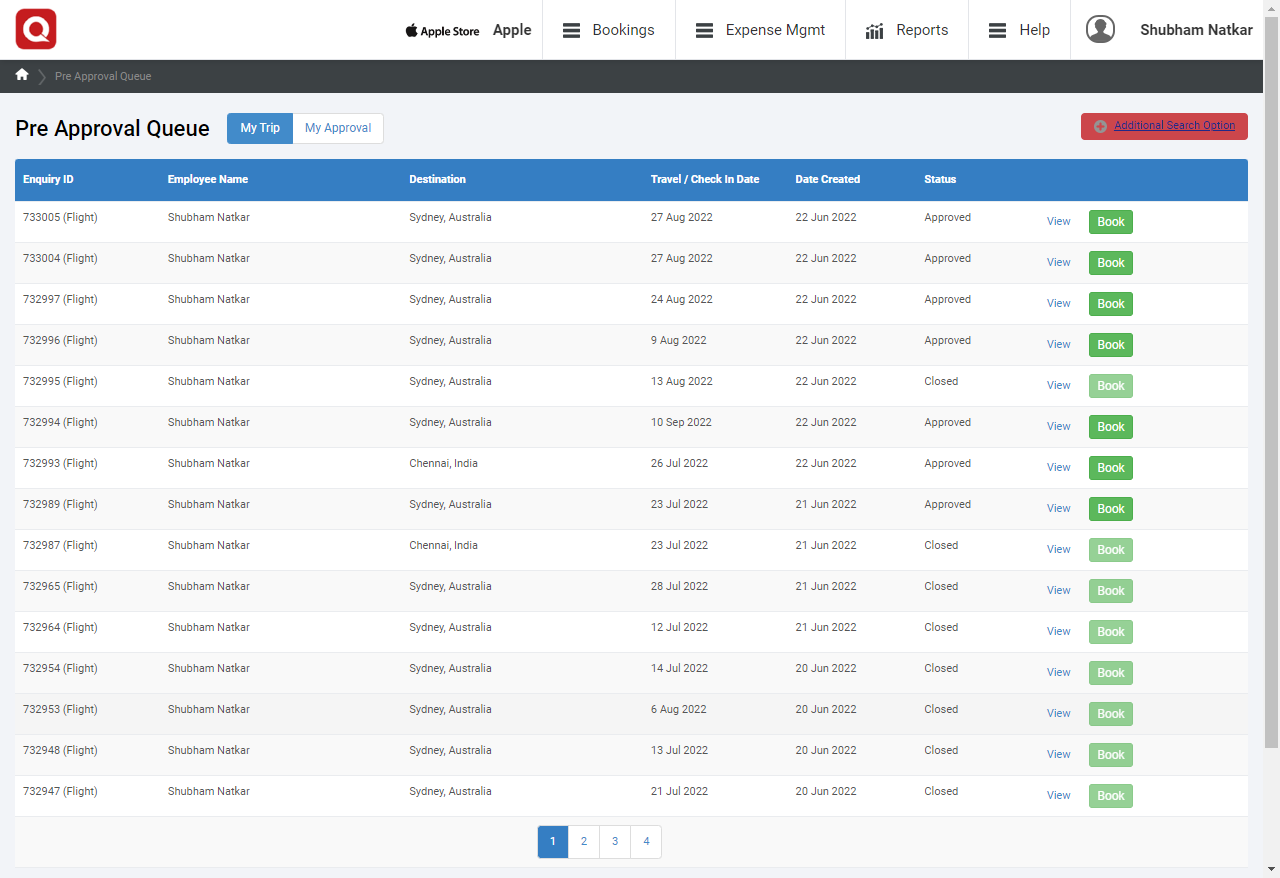 Apple Store Apple Bookings Expense Mgmt Reports Help Shubham Natkar
Pre Approval Queue
Pre Approval Queue My Trip My Approval Additional Search Option
Enquiry ID Employee Name Destination Travel / Check In Date Date Created Status
733005 (Flight) Shubham Natkar Sydney, Australia 27 Aug 2022 22 Jun 2022 Approved View Book
733004 (Flight) Shubham Natkar Sydney, Australia 27 Aug 2022 22 Jun 2022 Approved View Book
732997 (Flight) Shubham Natkar Sydney, Australia 24 Aug 2022 22 Jun 2022 Approved View Book
732996 (Flight) Shubham Natkar Sydney, Australia 9 Aug 2022 22 Jun 2022 Approved View Book
732995 (Flight) Shubham Natkar Sydney, Australia 13 Aug 2022 22 Jun 2022 Closed View Book
732994 (Flight) Shubham Natkar Sydney, Australia 10 Sep 2022 22 Jun 2022 Approved View Book
732993 (Flight) Shubham Natkar Chennai, India 26 Jul 2022 22 Jun 2022 Approved View Book
732989 (Flight) Shubham Natkar Sydney, Australia 23 Jul 2022 21 Jun 2022 Approved View Book
732987 (Flight) Shubham Natkar Chennai, India 23 Jul 2022 21 Jun 2022 Closed View Book
732965 (Flight) Shubham Natkar Sydney, Australia 28 Jul 2022 21 Jun 2022 Closed View Book
732964 (Flight) Shubham Natkar Sydney, Australia 12 Jul 2022 21 Jun 2022 Closed View Book
732954 (Flight) Shubham Natkar Sydney, Australia 14 Jul 2022 20 Jun 2022 Closed View Book
732953 (Flight) Shubham Natkar Sydney, Australia 6 Aug 2022 20 Jun 2022 Closed View Book
732948 (Flight) Shubham Natkar Sydney, Australia 13 Jul 2022 20 Jun 2022 Closed View Book
732947 (Flight) Shubham Natkar Sydney, Australia 21 Jul 2022 20 Jun 2022 Closed View Book
1 2 3 4